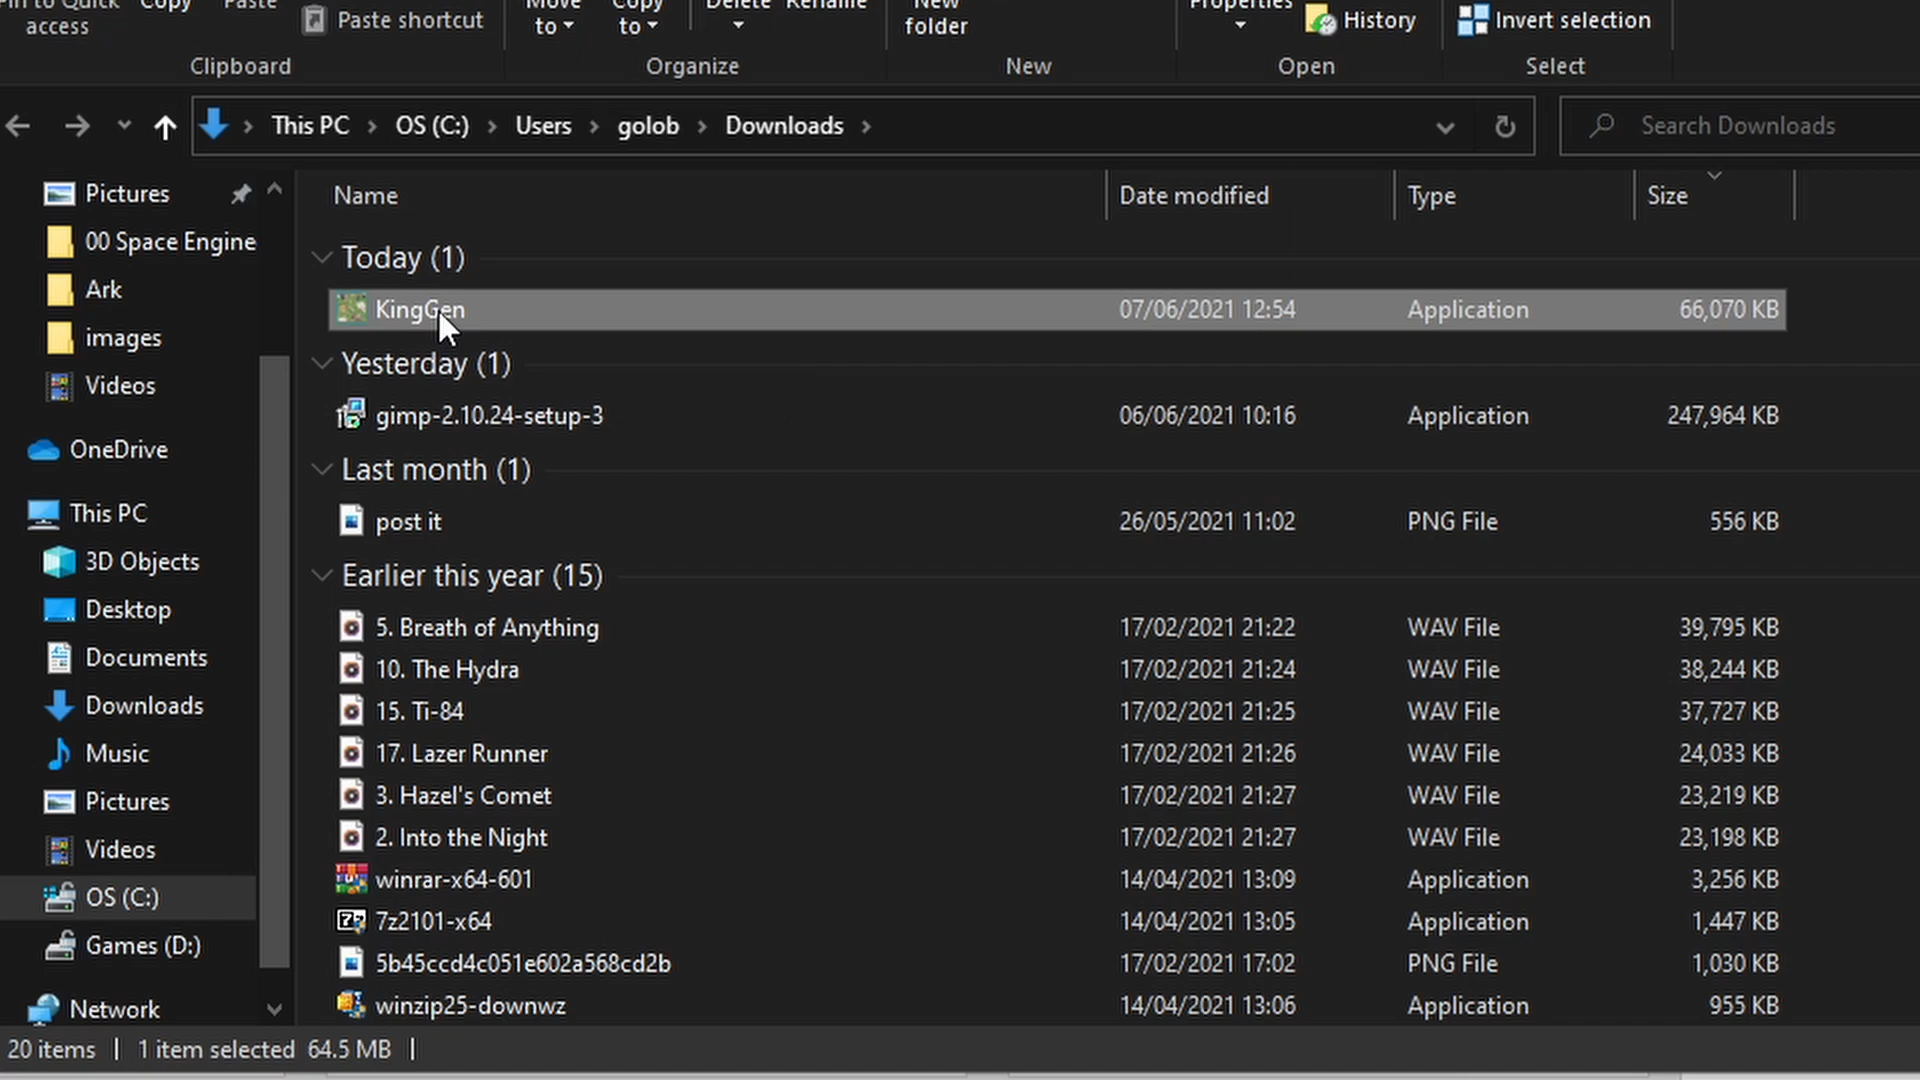 Pin to Quick Copy Paste Move Copy Delete Rename New Properties
access Paste shortcut to to folder History Invert selection
Clipboard Organize New Open Select
This PC OS (C:) Users golob Downloads Search Downloads
Pictures Name Date modified Type Size
00 Space Engine Today (1)
Ark KingGen 07/06/2021 12:54 Application 66,070 KB
images Yesterday (1)
Videos gimp-2.10.24-setup-3 06/06/2021 10:16 Application 247,964 KB
OneDrive Last month (1)
This PC post it 26/05/2021 11:02 PNG File 556 KB
3D Objects Earlier this year (15)
Desktop 5. Breath of Anything 17/02/2021 21:22 WAV File 39,795 KB
Documents 10. The Hydra 17/02/2021 21:24 WAV File 38,244 KB
Downloads 15. Ti-84 17/02/2021 21:25 WAV File 37,727 KB
Music 17. Lazer Runner 17/02/2021 21:26 WAV File 24,033 KB
Pictures 3. Hazel's Comet 17/02/2021 21:27 WAV File 23,219 KB
Videos 2. Into the Night 17/02/2021 21:27 WAV File 23,198 KB
OS (C:) winrar-x64-601 14/04/2021 13:09 Application 3,256 KB
Games (D:) 7z2101-x64 14/04/2021 13:05 Application 1,447 KB
5b45ccd4c051e602a568cd2b 17/02/2021 17:02 PNG File 1,030 KB
Network winzip25-downwz 14/04/2021 13:06 Application 955 KB
20 items 1 item selected 64.5 MB